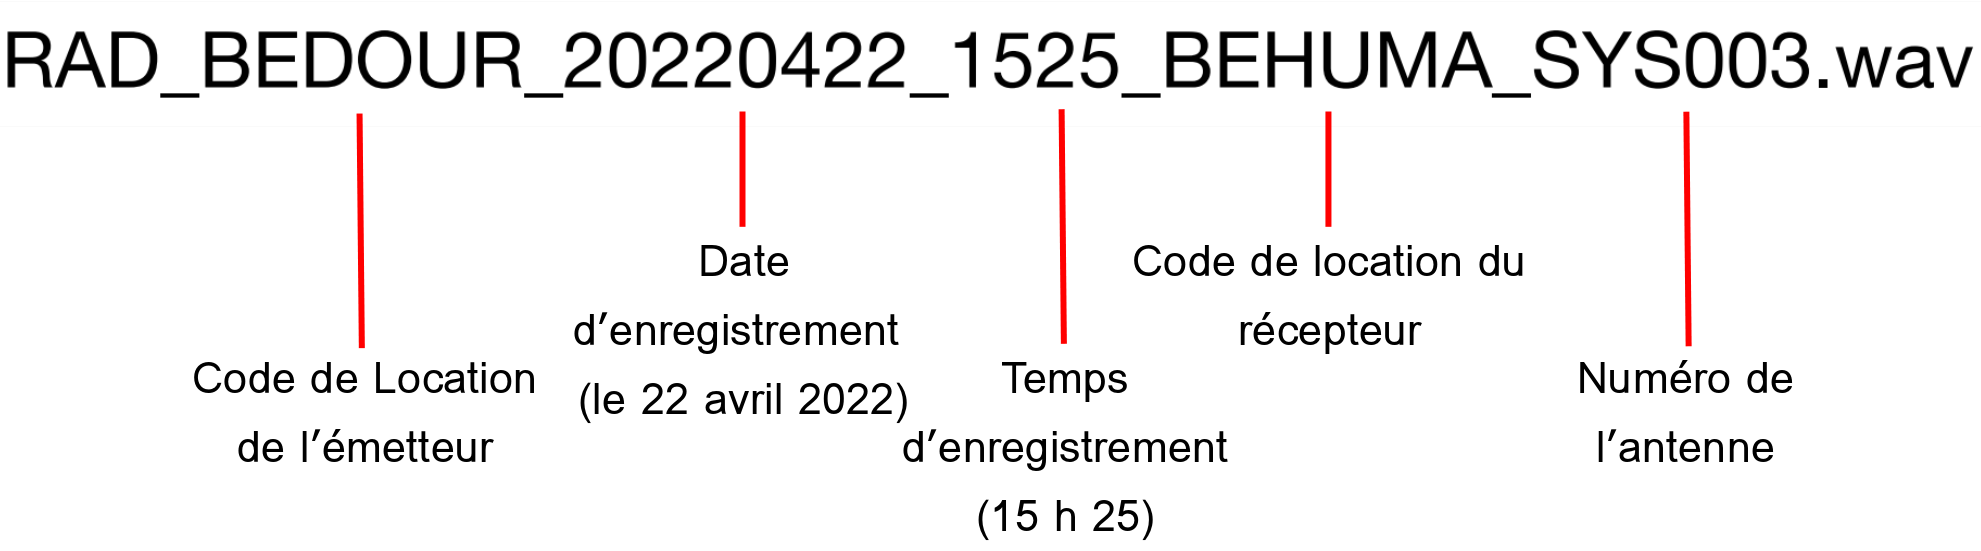 RAD_BEDOUR_20220422_1525_BEHUMA_SYS003.wav
Code de Location
de l’émetteur
Date
d’enregistrement
(le 22 avril 2022)
Temps
d’enregistrement
(15 h 25)
Code de location du
récepteur
Numéro de
l’antenne